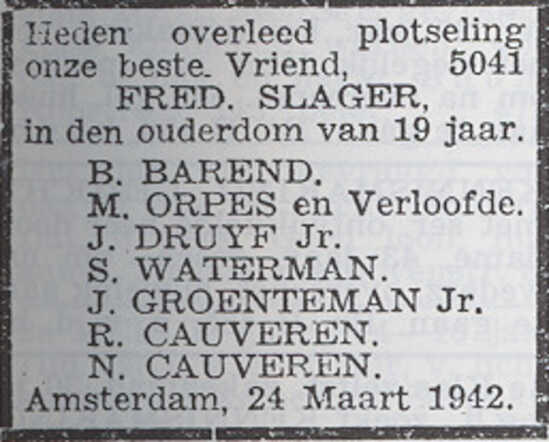 Heden overleed plotseling
onze beste Vriend, 5041
FRED. SLAGER,
in den ouderdom van 19 jaar.
B. BAREND.
M. ORPES en Verloofde.
J. DRUYF Jr.
S. WATERMAN.
J. GROENTEMAN Jr.
R. CAUVEREN.
N. CAUVEREN.
Amsterdam, 24 Maart 1942.